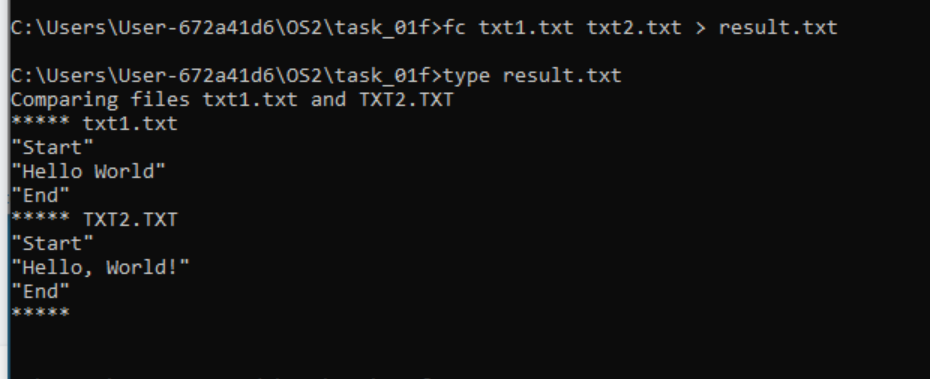 C:\Users\User-672a41d6\OS2\task_01f>fc txt1.txt txt2.txt > result.txt
C:\Users\User-672a41d6\OS2\task_01f>type result.txt
Comparing files txt1.txt and TXT2.TXT
***** txt1.txt
"Start"
"Hello World"
"End"
***** TXT2.TXT
"Start"
"Hello, World!"
"End"
*****